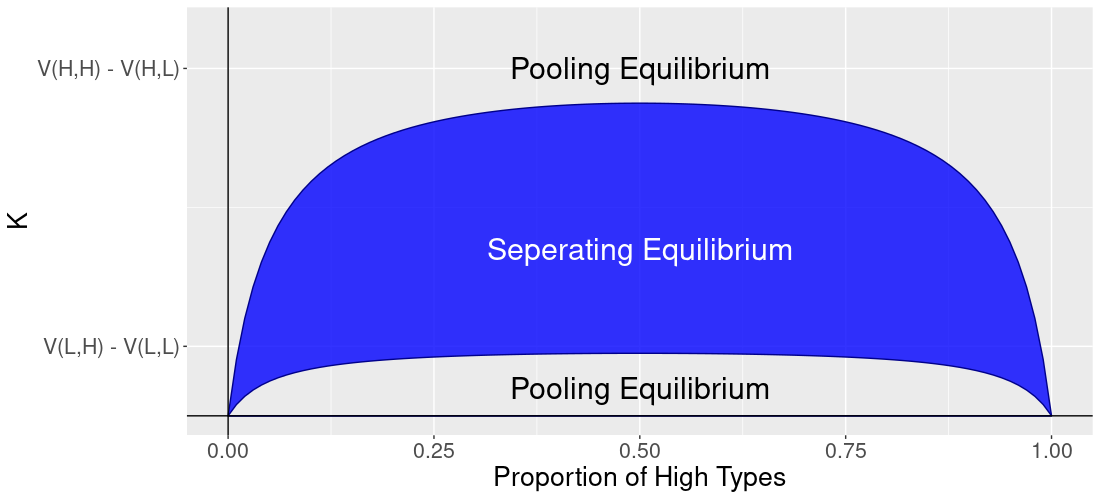 V(H,H) - V(H,L)
Pooling Equilibrium
K
Seperating Equilibrium
V(L,H) - V(L,L)
Pooling Equilibrium
0.00 0.25 0.50 0.75 1.00
Proportion of High Types